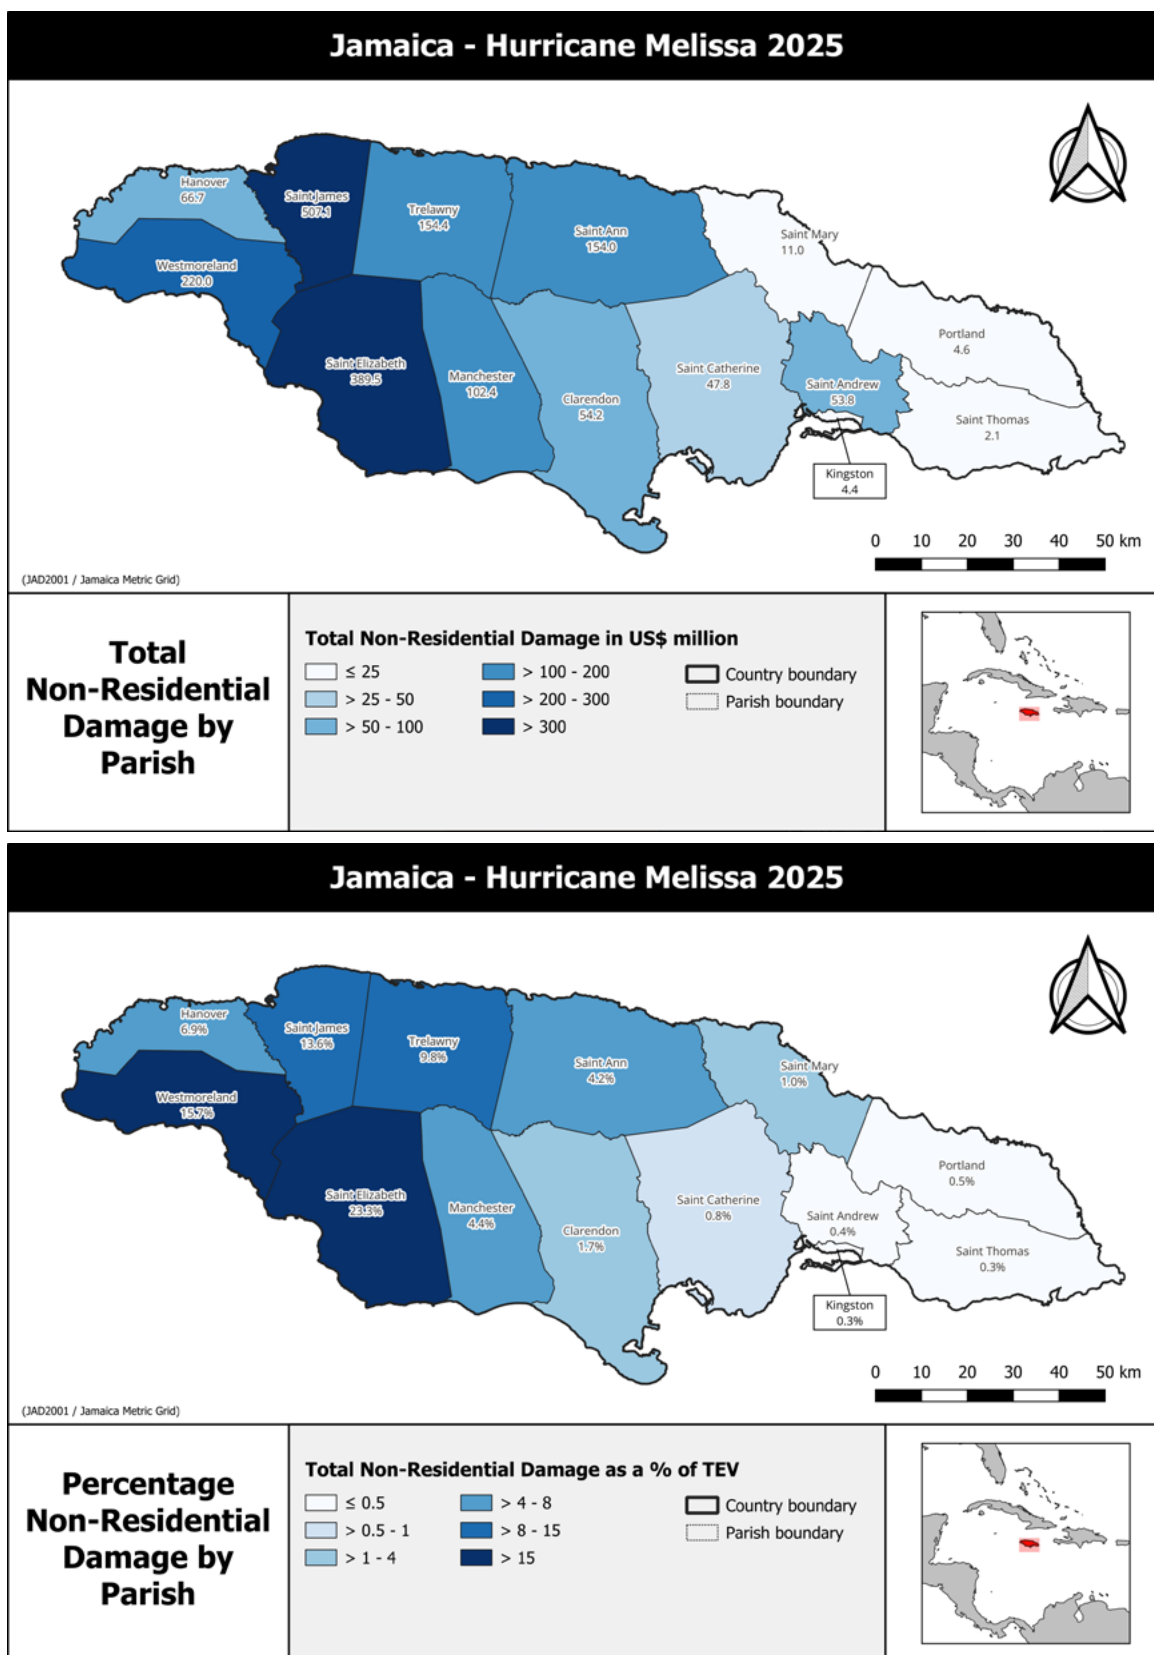 Jamaica - Hurricane Melissa 2025
Hanover
66.7
Saint James
507.1
Trelawny
154.4
Saint Ann
154.0
Saint Mary
11.0
Westmoreland
220.0
Saint Elizabeth
389.5
Manchester
102.4
Clarendon
54.2
Saint Catherine
47.8
Saint Andrew
53.8
Portland
4.6
Saint Thomas
2.1
Kingston
4.4
0 10 20 30 40 50 km
(JAD2001 / Jamaica Metric Grid)
Total
Non-Residential
Damage by
Parish
Total Non-Residential Damage in US$ million
≤ 25
> 25 - 50
> 50 - 100
> 100 - 200
> 200 - 300
> 300
Country boundary
Parish boundary
Jamaica - Hurricane Melissa 2025
Hanover
6.9%
Saint James
13.6%
Trelawny
9.8%
Saint Ann
4.2%
Saint Mary
1.0%
Westmoreland
15.7%
Saint Elizabeth
23.3%
Manchester
4.4%
Clarendon
1.7%
Saint Catherine
0.8%
Saint Andrew
0.4%
Portland
0.5%
Saint Thomas
0.3%
Kingston
0.3%
0 10 20 30 40 50 km
(JAD2001 / Jamaica Metric Grid)
Percentage
Non-Residential
Damage by
Parish
Total Non-Residential Damage as a % of TEV
≤ 0.5
> 0.5 - 1
> 1 - 4
> 4 - 8
> 8 - 15
> 15
Country boundary
Parish boundary